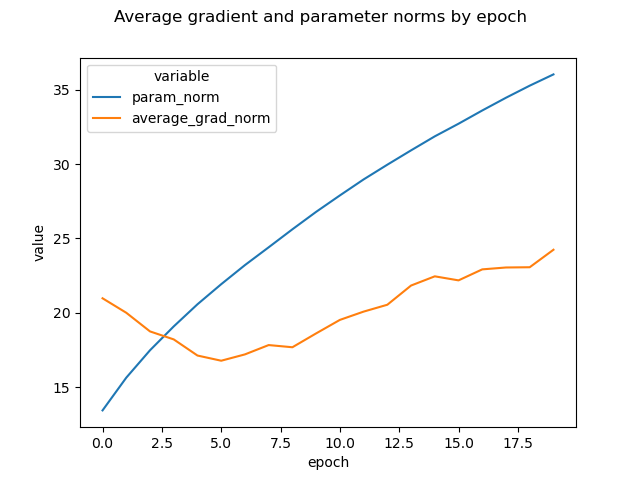 Average gradient and parameter norms by epoch
variable
param_norm
average_grad_norm
35
30
25
20
15
value
0.0 2.5 5.0 7.5 10.0 12.5 15.0 17.5
epoch